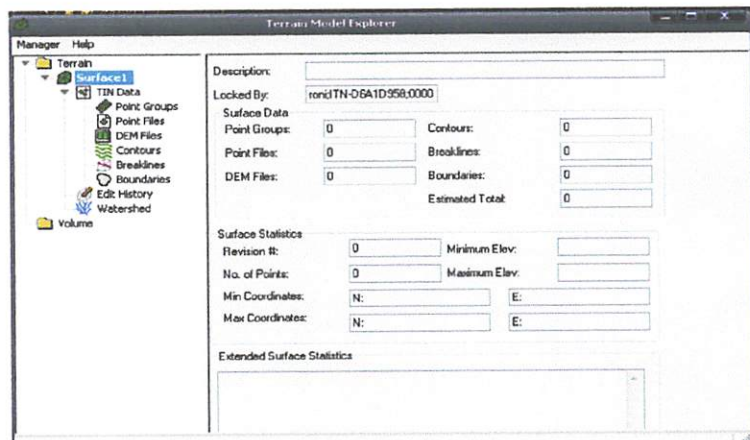 Terrain Model Explorer
Manager Help
Terrain
Surface1
TIN Data
Point Groups
Point Files
DEM Files
Contours
Breaklines
Boundaries
Edit History
Watershed
Volume
Description:
Locked By: ronidTN-D6A1D958;0000
Surface Data
Point Groups: 0 Contours: 0
Point Files: 0 Breaklines: 0
DEM Files: 0 Boundaries: 0
Estimated Total: 0
Surface Statistics
Revision #: 0 Minimum Elev:
No. of Points: 0 Maximum Elev:
Min Coordinates: N: E:
Max Coordinates: N: E:
Extended Surface Statistics